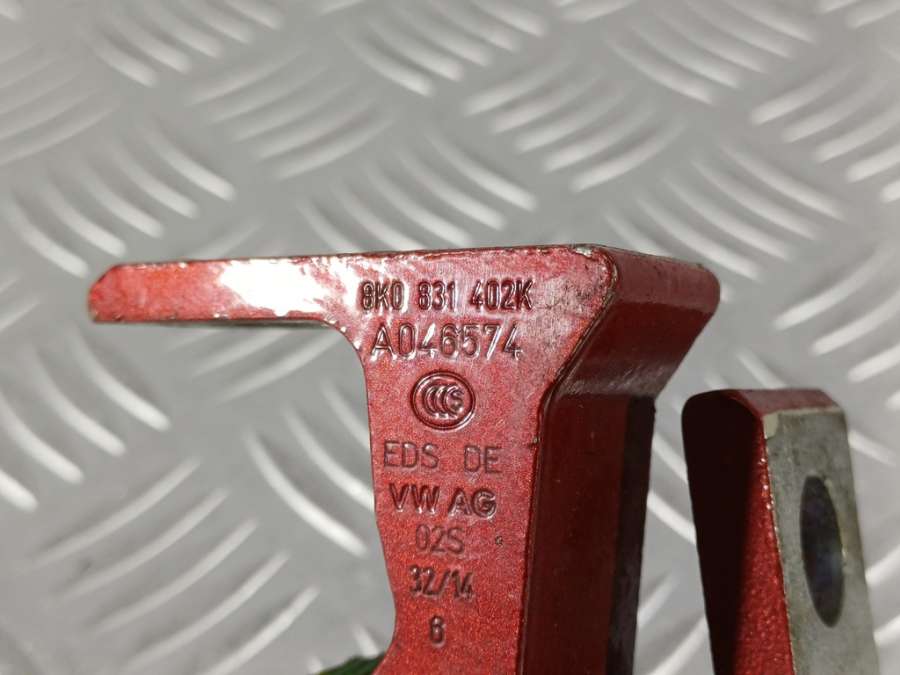 8K0 831 402K
A046574
CCC S
EDS DE
VW AG
02S
32/14
6